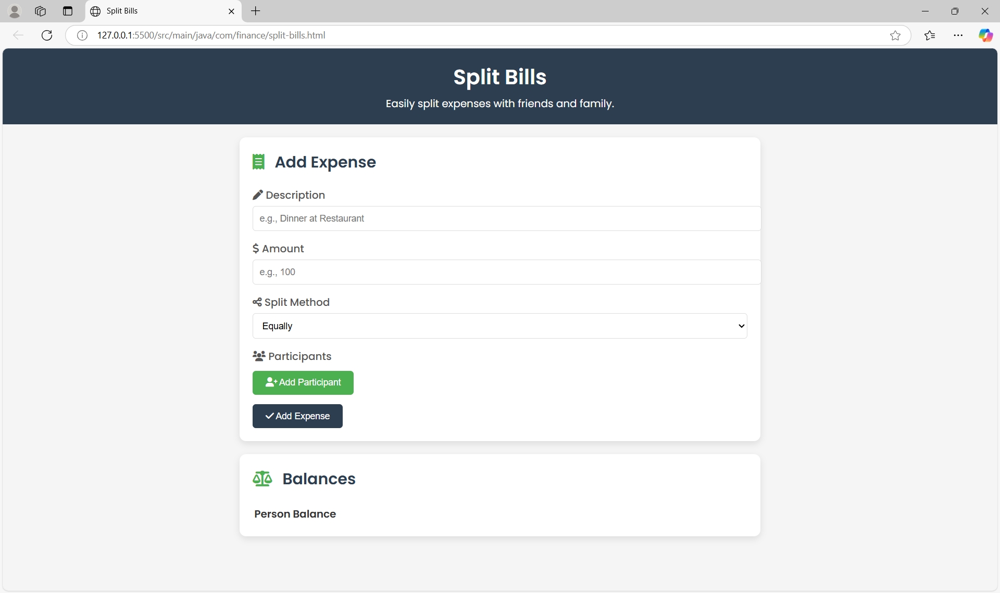 Split Bills
127.0.0.1:5500/src/main/java/com/finance/split-bills.html
Split Bills
Easily split expenses with friends and family.
Add Expense
Description
e.g., Dinner at Restaurant
$ Amount
e.g., 100
Split Method
Equally
Participants
Add Participant
Add Expense
Balances
Person Balance